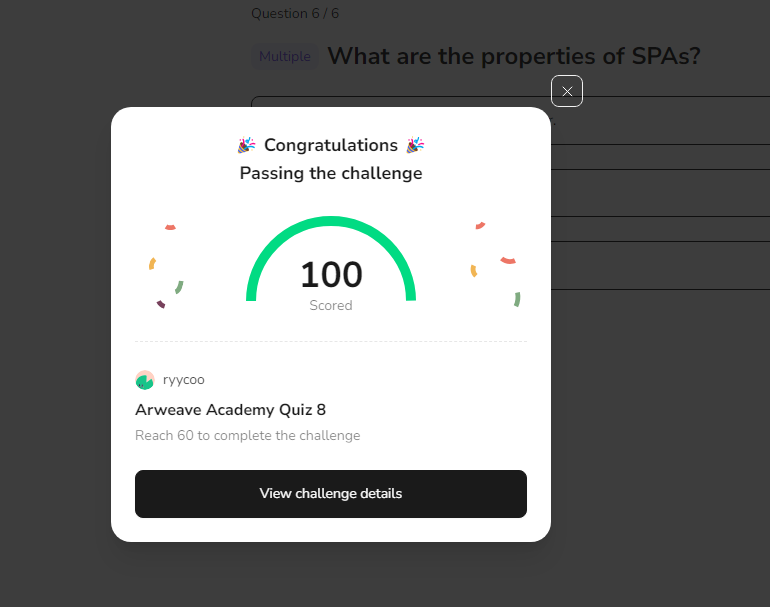 Question 6 / 6
Multiple What are the properties of SPAs?
Congratulations
Passing the challenge
100
Scored
ryycoo
Arweave Academy Quiz 8
Reach 60 to complete the challenge
View challenge details